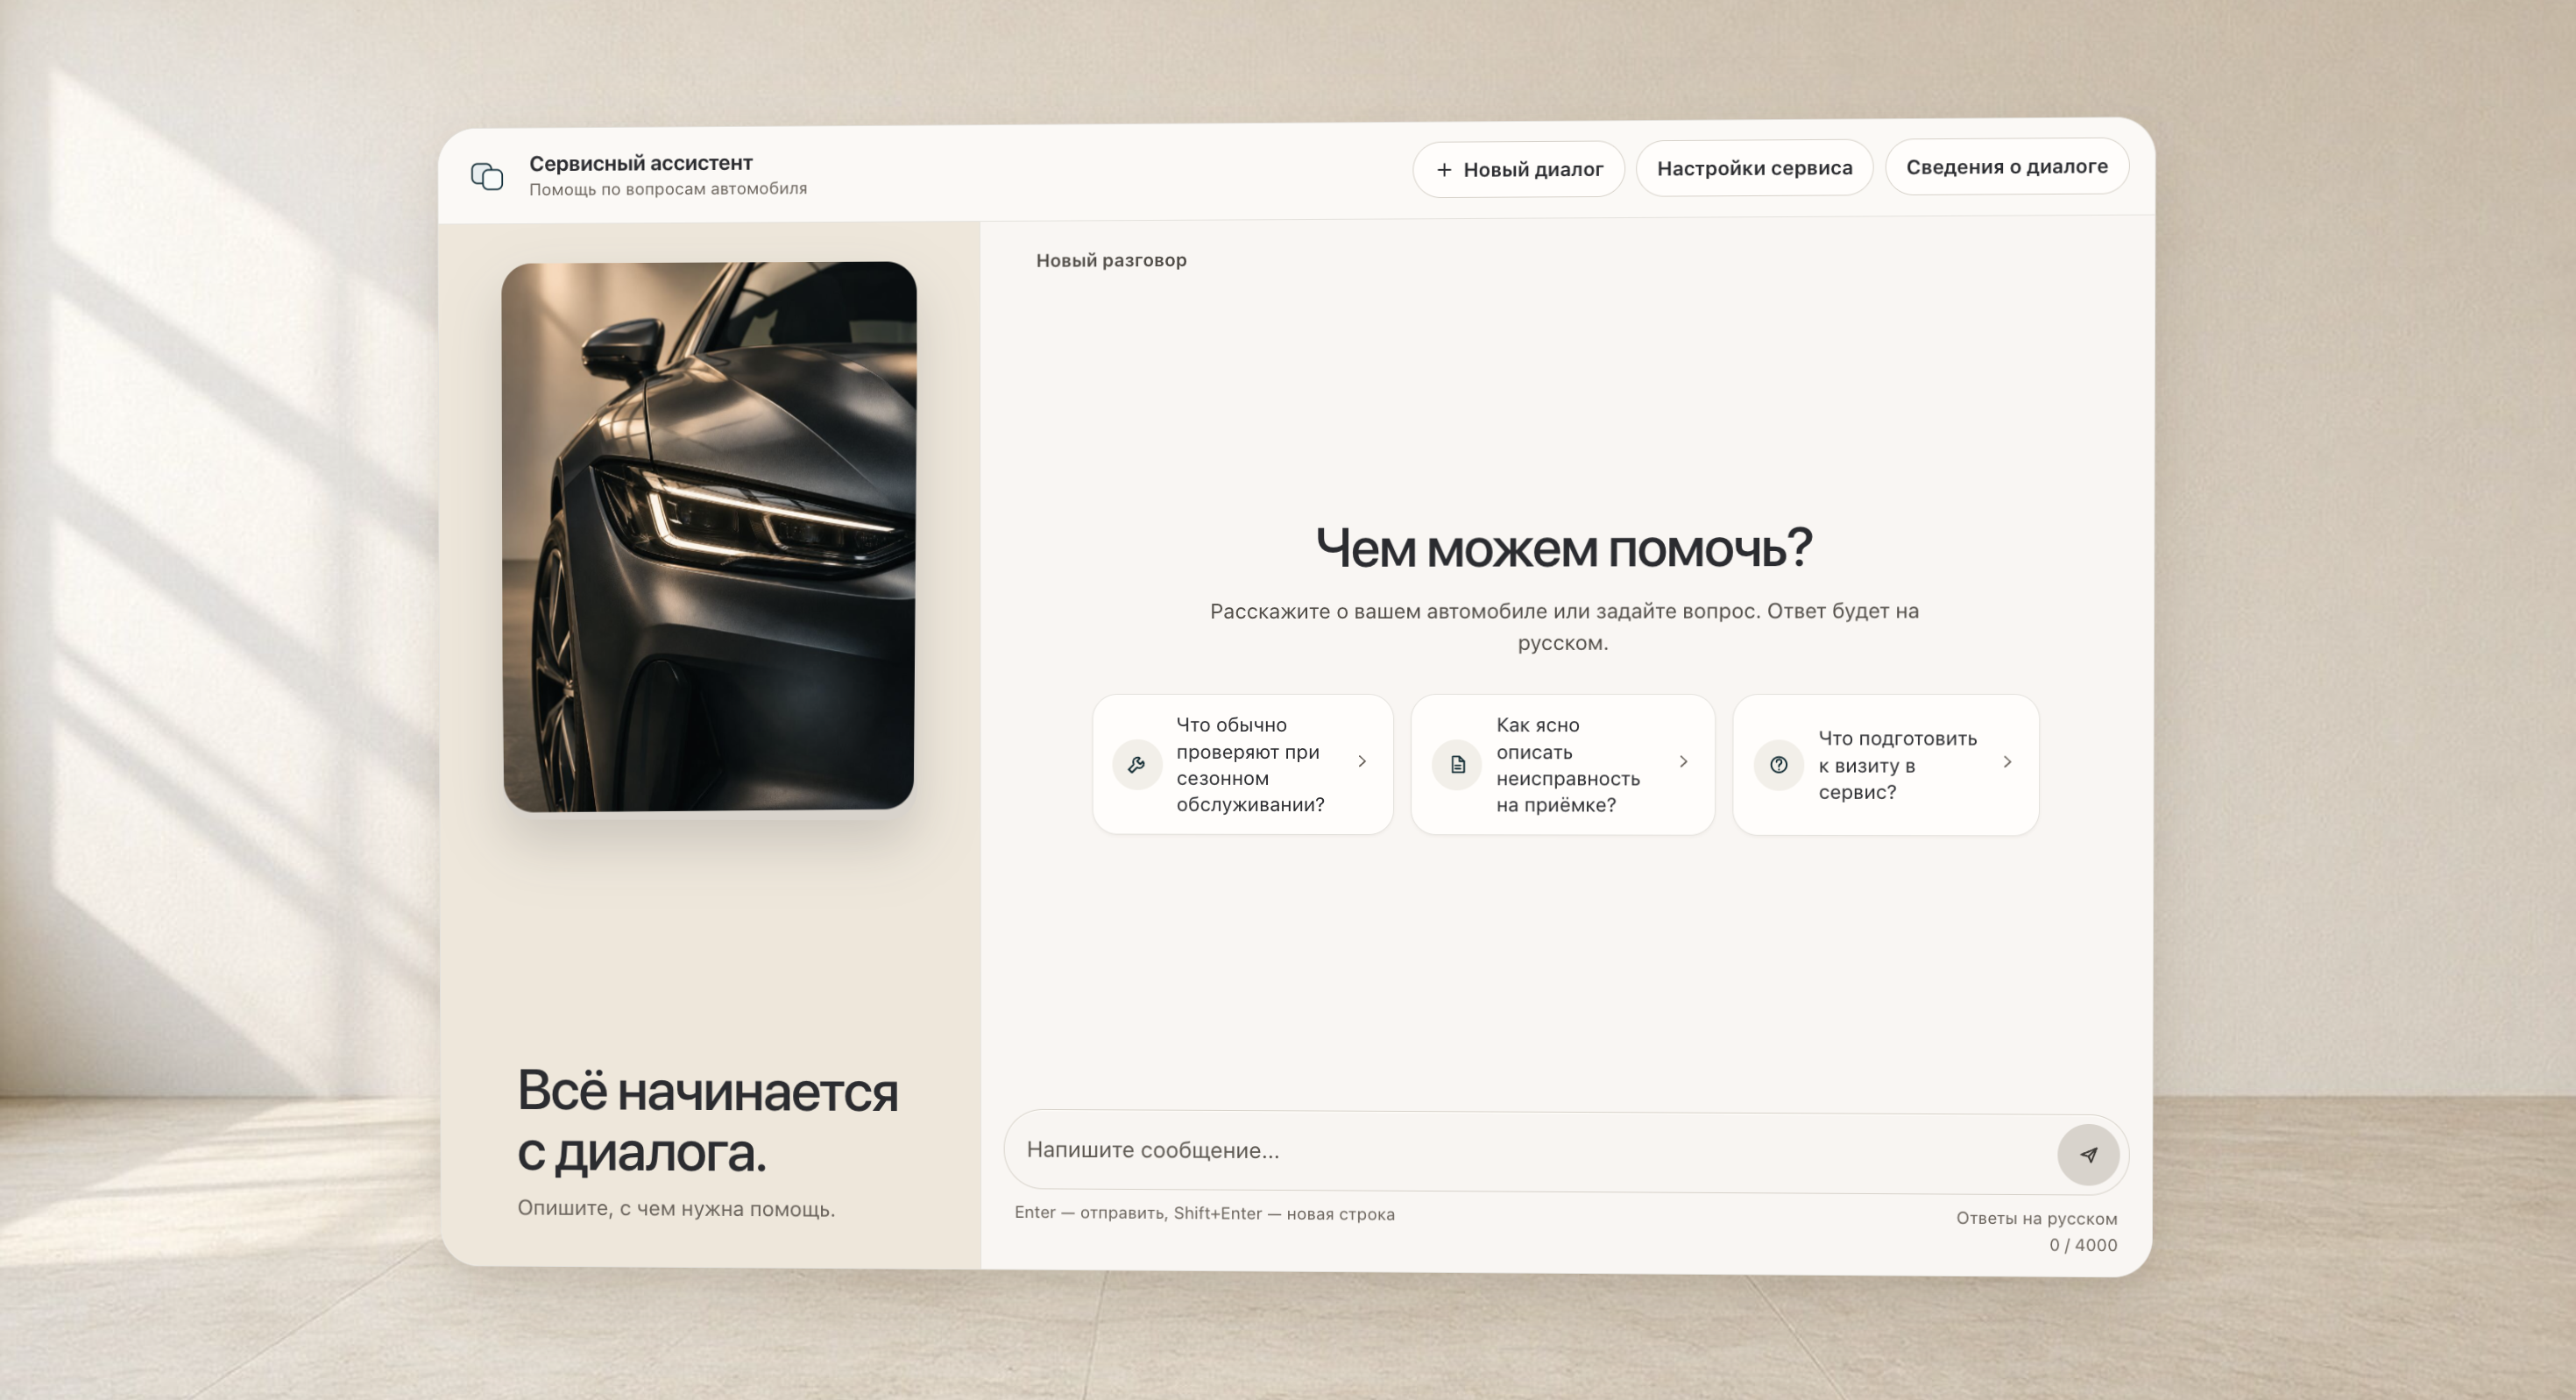 Сервисный ассистент
Помощь по вопросам автомобиля
Новый диалог
Настройки сервиса
Сведения о диалоге
Всё начинается
с диалога.
Опишите, с чем нужна помощь.
Новый разговор
Чем можем помочь?
Расскажите о вашем автомобиле или задайте вопрос. Ответ будет на
русском.
Что обычно
проверяют при
сезонном
обслуживании?
Как ясно
описать
неисправность
на приёмке?
Что подготовить
к визиту в
сервис?
Напишите сообщение...
Enter — отправить, Shift+Enter — новая строка
Ответы на русском
0 / 4000